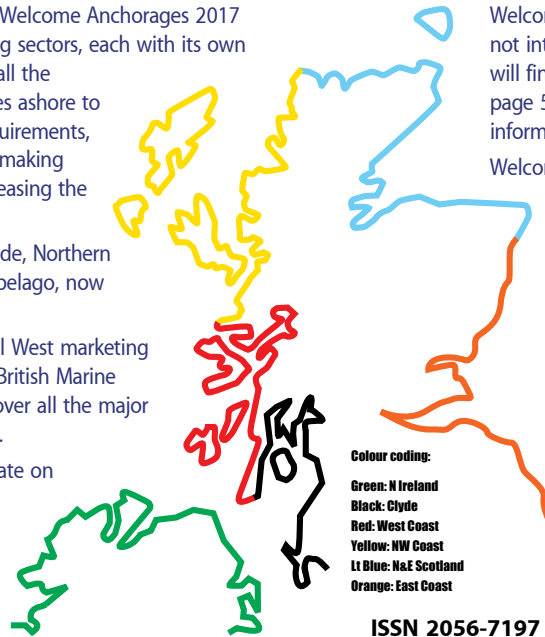 Welcome Anchorages 2017
g sectors, each with its own
all the
es ashore to
uirements,
making
easing the
de, Northern
pelago, now
l West marketing
British Marine
over all the major
.
ate on
Welcom
not int
will fin
page 5
inform
Welcom
Colour coding:
Green: N Ireland
Black: Clyde
Red: West Coast
Yellow: NW Coast
Lt Blue: N&E Scotland
Orange: East Coast
ISSN 2056-7197